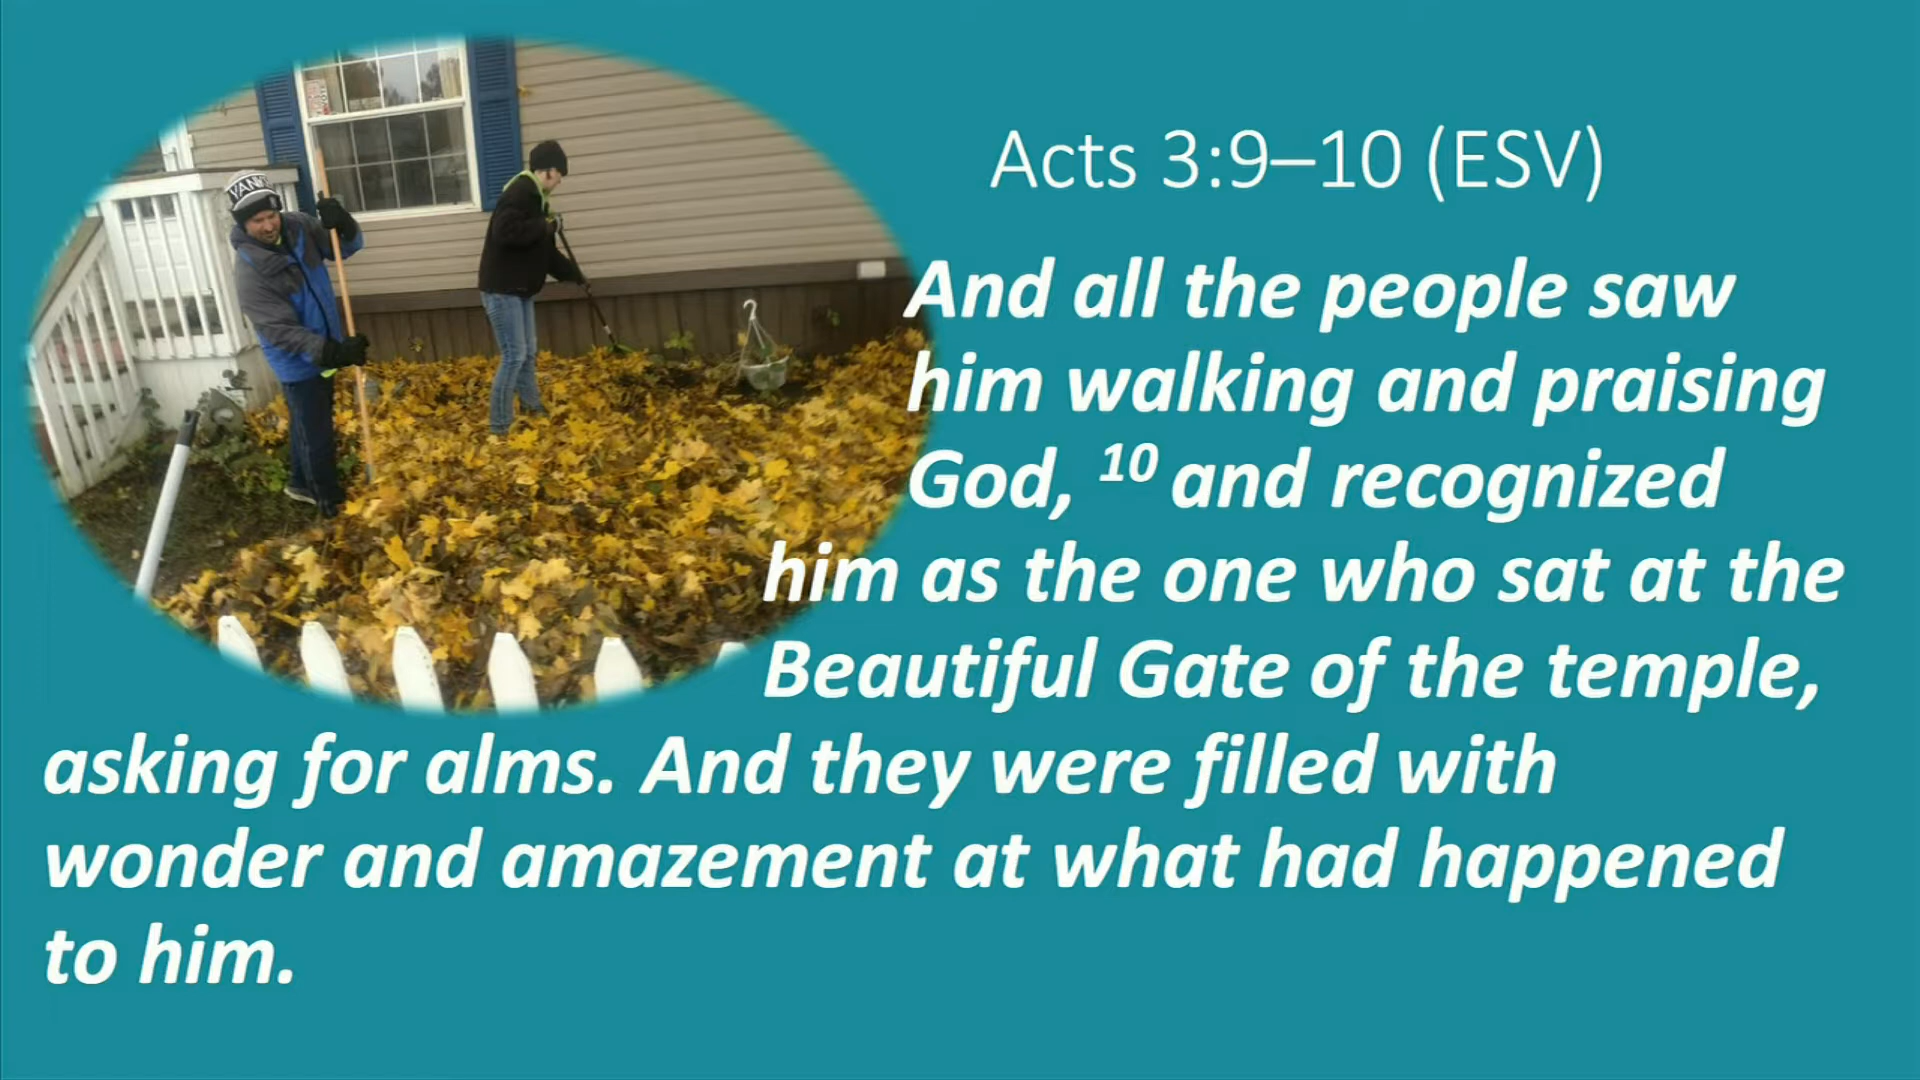 YAN
Acts 3:9–10 (ESV)
And all the people saw
him walking and praising
God, 10 and recognized
him as the one who sat at the
Beautiful Gate of the temple,
asking for alms. And they were filled with
wonder and amazement at what had happened
to him.